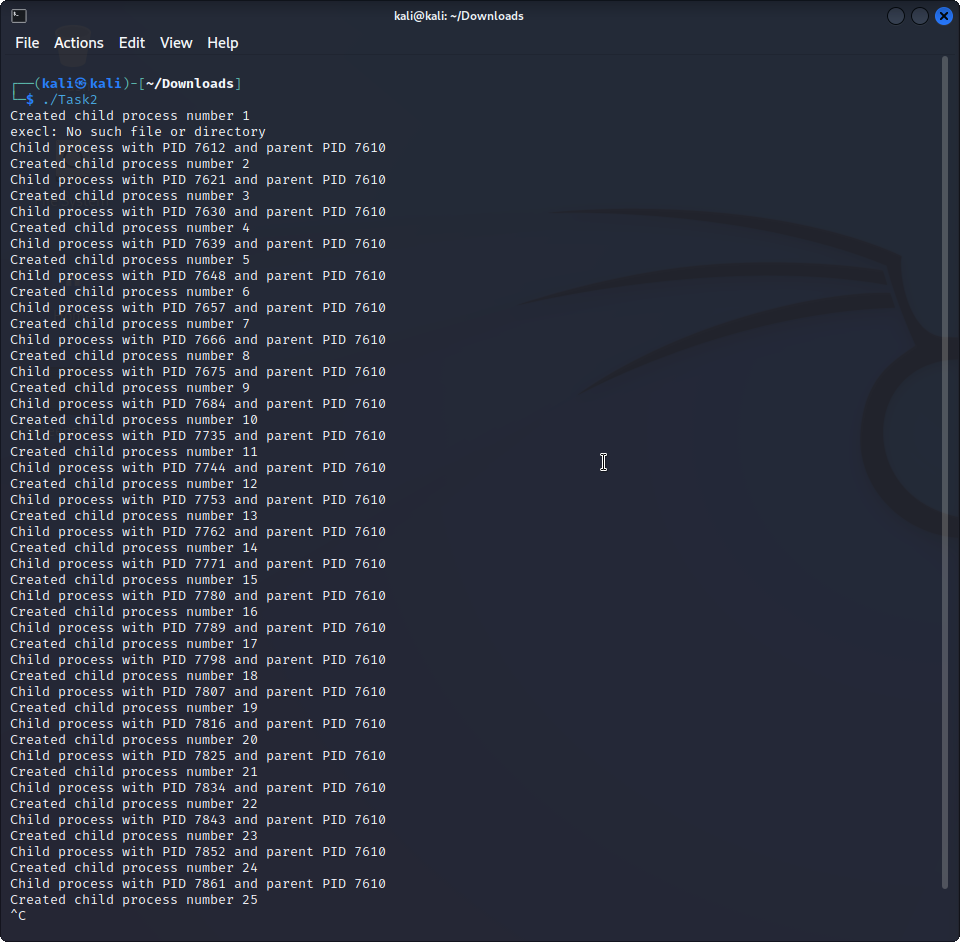 kali@kali: ~/Downloads
File Actions Edit View Help
┌──(kali㉿kali)-[~/Downloads]
└─$ ./Task2
Created child process number 1
execl: No such file or directory
Child process with PID 7612 and parent PID 7610
Created child process number 2
Child process with PID 7621 and parent PID 7610
Created child process number 3
Child process with PID 7630 and parent PID 7610
Created child process number 4
Child process with PID 7639 and parent PID 7610
Created child process number 5
Child process with PID 7648 and parent PID 7610
Created child process number 6
Child process with PID 7657 and parent PID 7610
Created child process number 7
Child process with PID 7666 and parent PID 7610
Created child process number 8
Child process with PID 7675 and parent PID 7610
Created child process number 9
Child process with PID 7684 and parent PID 7610
Created child process number 10
Child process with PID 7735 and parent PID 7610
Created child process number 11
Child process with PID 7744 and parent PID 7610
Created child process number 12
Child process with PID 7753 and parent PID 7610
Created child process number 13
Child process with PID 7762 and parent PID 7610
Created child process number 14
Child process with PID 7771 and parent PID 7610
Created child process number 15
Child process with PID 7780 and parent PID 7610
Created child process number 16
Child process with PID 7789 and parent PID 7610
Created child process number 17
Child process with PID 7798 and parent PID 7610
Created child process number 18
Child process with PID 7807 and parent PID 7610
Created child process number 19
Child process with PID 7816 and parent PID 7610
Created child process number 20
Child process with PID 7825 and parent PID 7610
Created child process number 21
Child process with PID 7834 and parent PID 7610
Created child process number 22
Child process with PID 7843 and parent PID 7610
Created child process number 23
Child process with PID 7852 and parent PID 7610
Created child process number 24
Child process with PID 7861 and parent PID 7610
Created child process number 25
^C